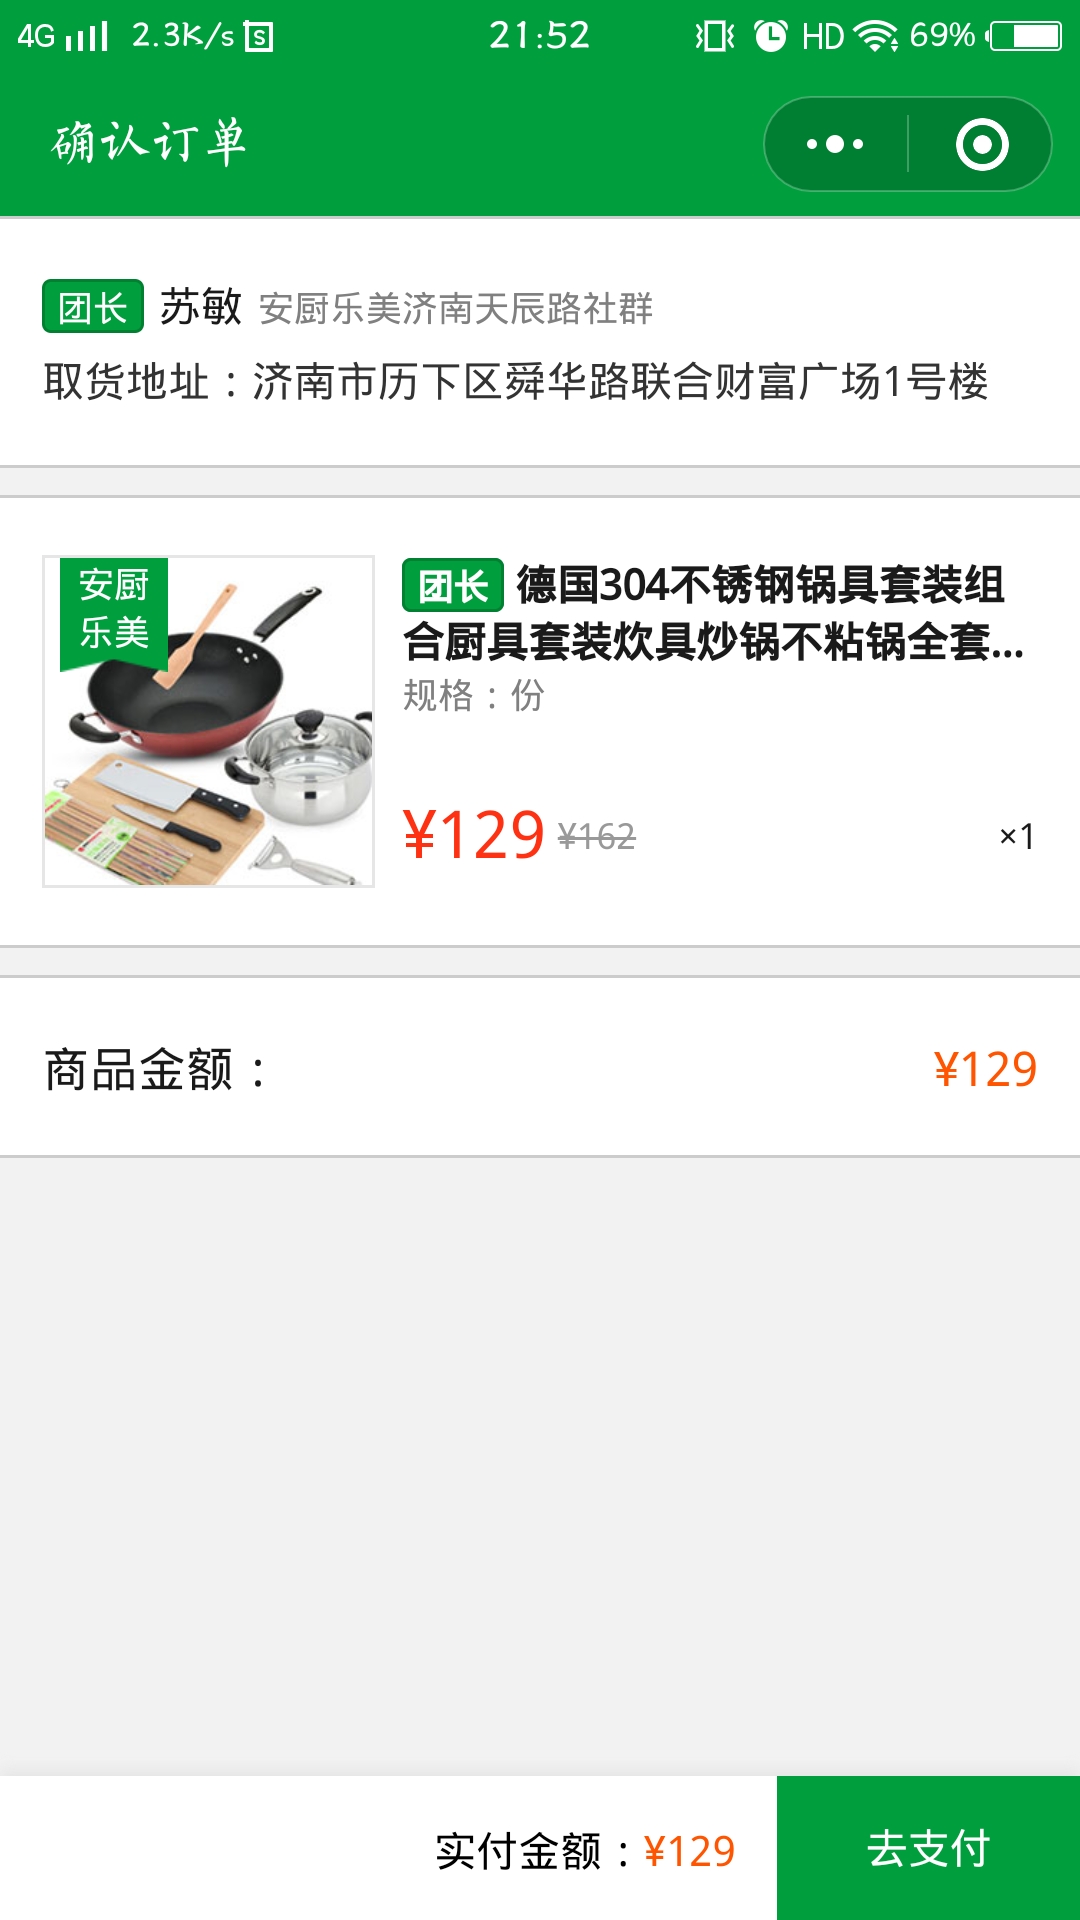 4G 2.3K/s S 21:52 HD 69%
确认订单
团长 苏敏 安厨乐美济南天辰路社群
取货地址：济南市历下区舜华路联合财富广场1号楼
安厨
乐美
团长 德国304不锈钢锅具套装组
合厨具套装炊具炒锅不粘锅全套...
规格：份
¥129 ¥162 ×1
商品金额： ¥129
实付金额：¥129 去支付